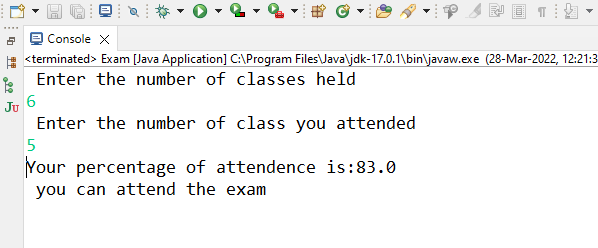 Console
<terminated> Exam [Java Application] C:\Program Files\Java\jdk-17.0.1\bin\javaw.exe (28-Mar-2022, 12:21:3
Enter the number of classes held
6
Enter the number of class you attended
5
Your percentage of attendence is:83.0
you can attend the exam